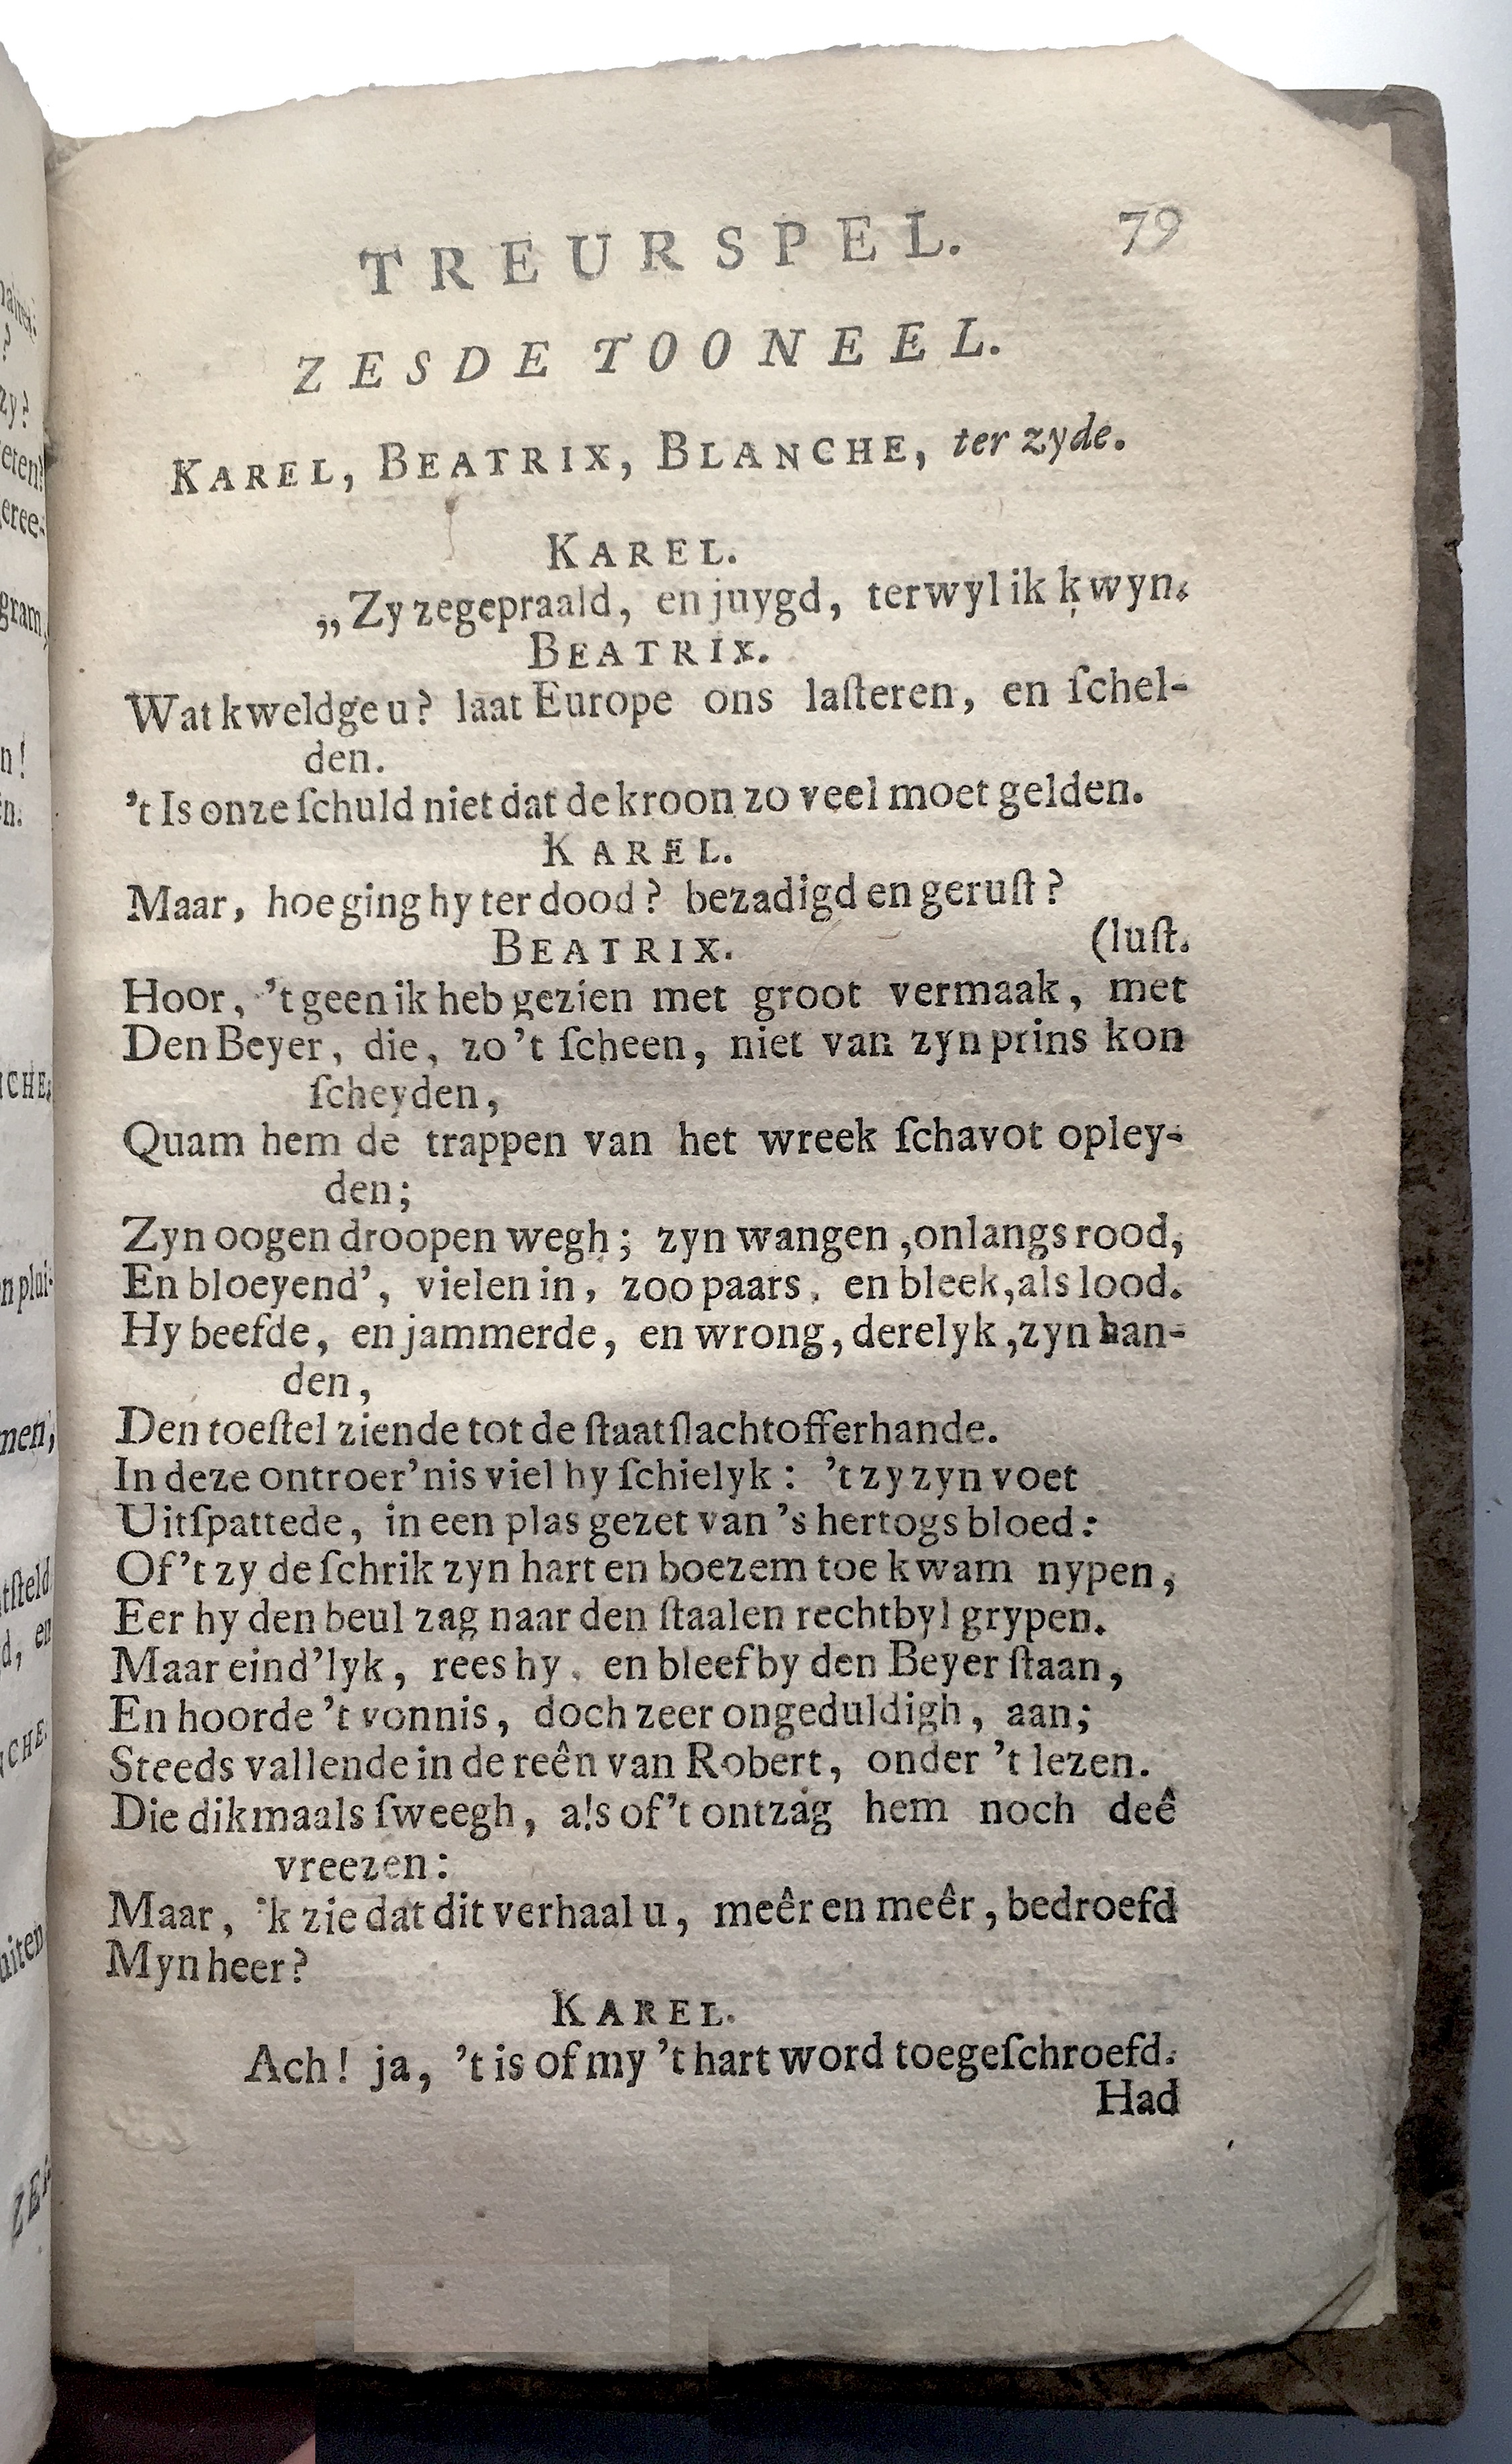 TREURSPEL. 79
ZESDE TOONEEL.
KAREL, BEATRIX, BLANCHE, ter zyde.
KAREL.
„Zy zegepraald, en juygd, terwyl ik kwyn.
BEATRIX.
Wat kweldge u? laat Europe ons laſteren, en ſchel-
den.
't Is onze ſchuld niet dat de kroon zo veel moet gelden.
KAREL.
Maar, hoe ging hy ter dood? bezadigd en geruſt?
BEATRIX. (luſt.
Hoor, 't geen ik heb gezien met groot vermaak, met
Den Beyer, die, zo 't ſcheen, niet van zyn prins kon
ſcheyden,
Quam hem de trappen van het wreek ſchavot opley-
den;
Zyn oogen droopen wegh; zyn wangen, onlangs rood,
En bloeyend', vielen in, zoo paars, en bleek, als lood.
Hy beefde, en jammerde, en wrong, derelyk, zyn han-
den,
Den toeſtel ziende tot de ſtaatſlachtofferhande.
In deze ontroer'nis viel hy ſchielyk: 't zy zyn voet
Uitſpattede, in een plas gezet van 's hertogs bloed:
Of 't zy de ſchrik zyn hart en boezem toe kwam nypen,
Eer hy den beul zag naar den ſtaalen rechtbyl grypen.
Maar eind'lyk, rees hy, en bleef by den Beyer ſtaan,
En hoorde 't vonnis, doch zeer ongeduldigh, aan;
Steeds vallende in de reên van Robert, onder 't lezen.
Die dikmaals ſweegh, als of 't ontzag hem noch deê
vreezen:
Maar, 'k zie dat dit verhaal u, meêr en meêr, bedroefd
Myn heer?
KAREL.
Ach! ja, 't is of my 't hart word toegeſchroefd.
Had